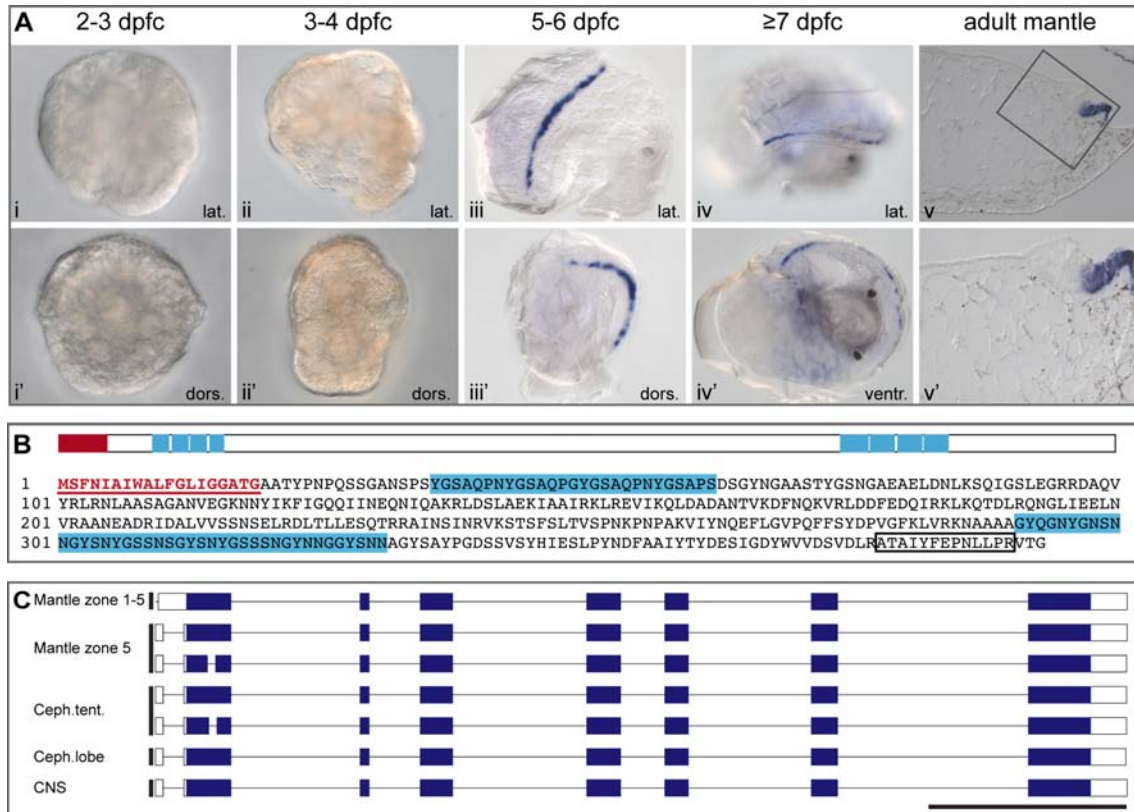 A
2-3 dpfc 3-4 dpfc 5-6 dpfc ≥7 dpfc adult mantle
i lat. ii lat. iii lat. iv lat. v
i' dors. ii' dors. iii' dors. iv' ventr. v'
B
1 MSFNIAIWALFGLIGGATGAATYPNPQSSGANSPSYGSAQPNYGSAQPGYGSAQPNYGSAPSDSGYNGAASTYGSNGAEAELDNLKSQIGSLEGRRDAQV
101 YRLRNLAASAGANVEGKNNYIKFIGQQIINEQNIQAKRLDSLAEKIAAIRKLREVIKQLDADANTVKDFNQKVRLDDFEDQIRKLKQTDLRQNGLIEELN
201 VRAANEADRIDALVVSSNSELRDLTLLESQTRRAINSINRVKSTSFSLTVSSNPKNPNPAKVIYNQEFLGVPQFFSYDPVGFKLVRKNAAAAGYQGNYGNSN
301 NGYSNYGSSNSGYSNYGSSSNGYNNGGYSNNAGYSAYPGDSSVSYHIESLPYNDFAAIYTYDESIGDYWVVDSVDLRATAIYFEPNLLPRVTG
C
Mantle zone 1-5
Mantle zone 5
Ceph.tent.
Ceph.lobe
CNS